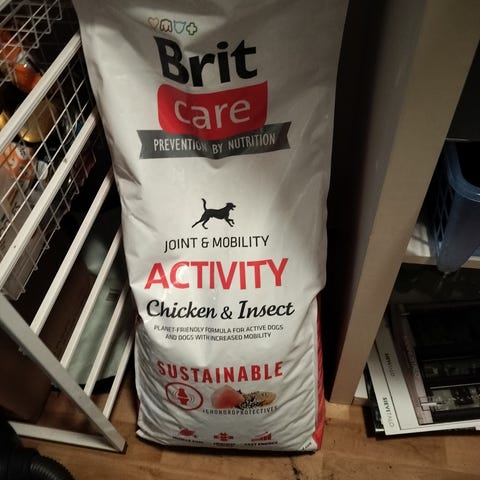 Brit
care
PREVENTION BY NUTRITION
JOINT & MOBILITY
ACTIVITY
Chicken & Insect
PLANET-FRIENDLY FORMULA FOR ACTIVE DOGS
AND DOGS WITH INCREASED MOBILITY
SUSTAINABLE
+CHONDROPROTECTIVES